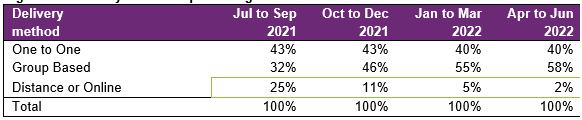 Delivery Jul to Sep Oct to Dec Jan to Mar Apr to Jun
method 2021 2021 2022 2022
One to One 43% 43% 40% 40%
Group Based 32% 46% 55% 58%
Distance or Online 25% 11% 5% 2%
Total 100% 100% 100% 100%